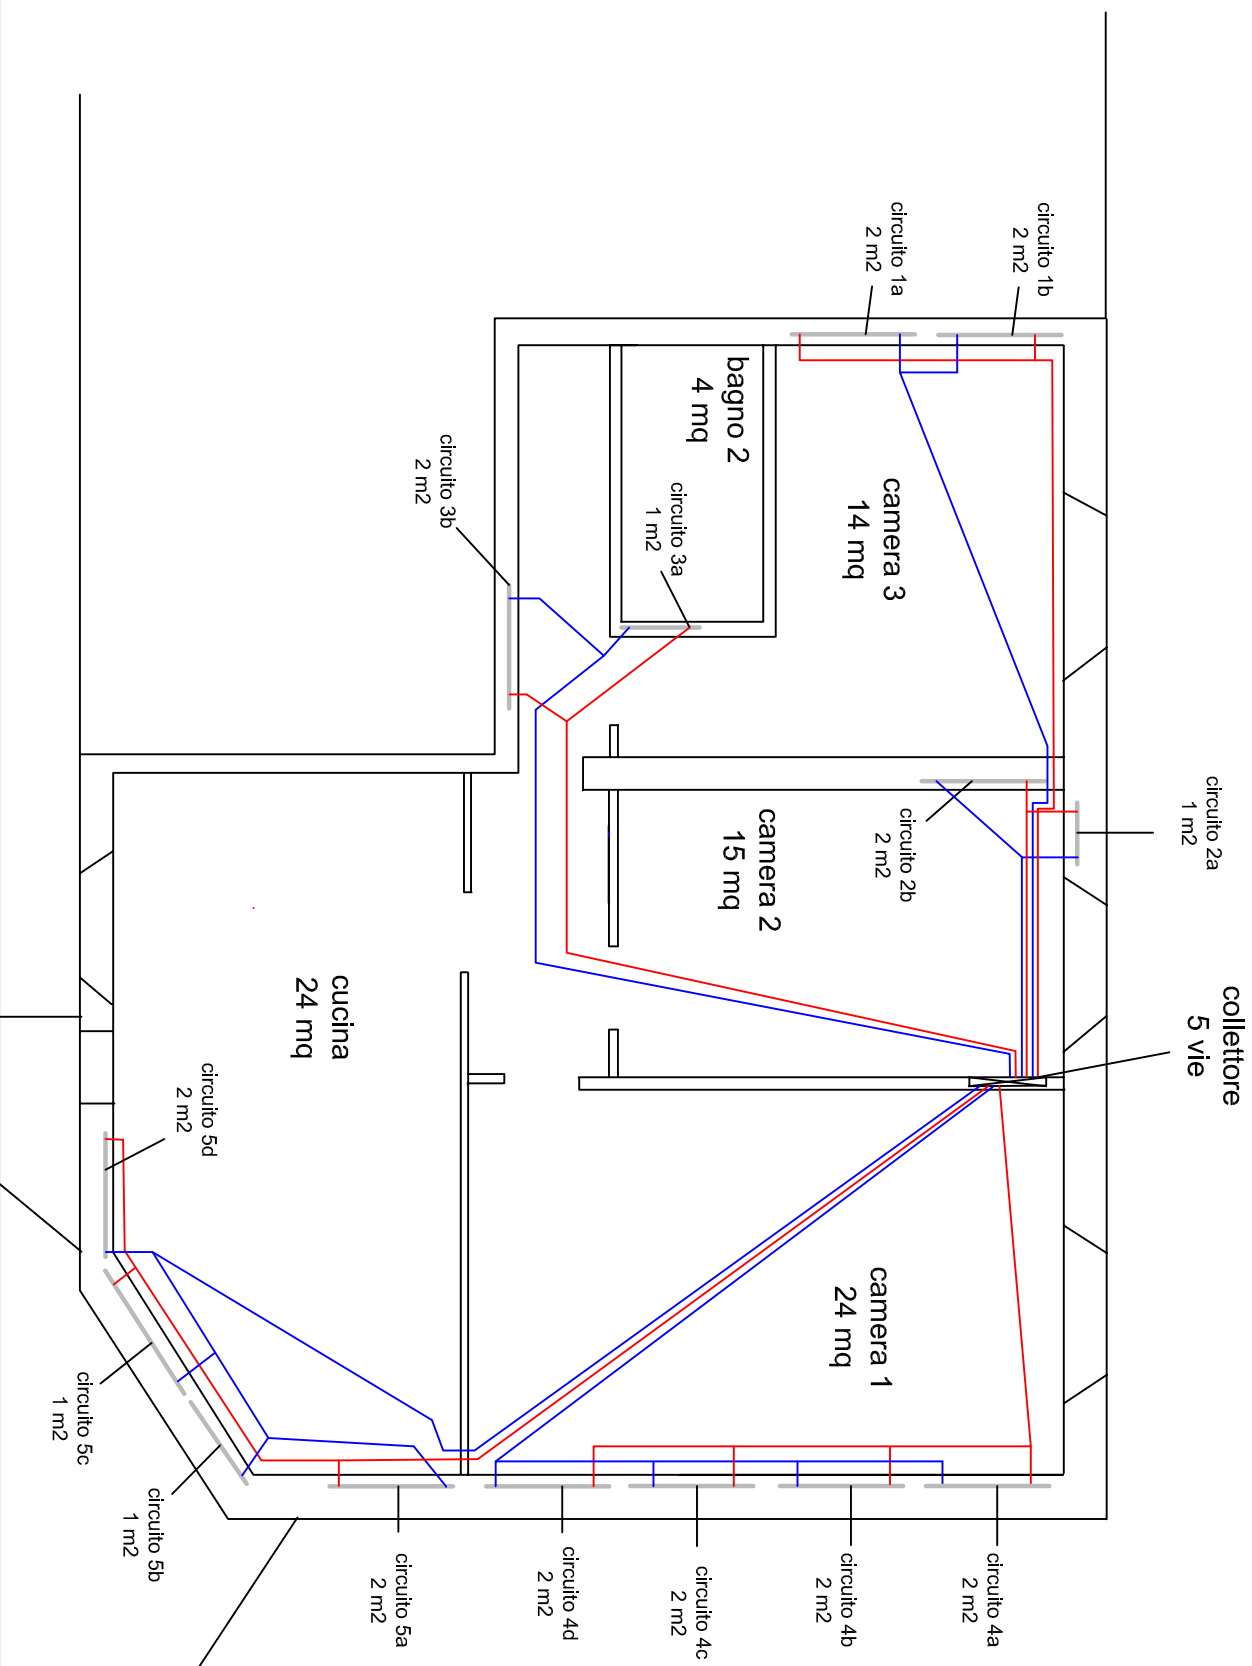 circuito 1a
2 m2
circuito 1b
2 m2
bagno 2
4 mq
circuito 3b
2 m2
circuito 3a
1 m2
camera 3
14 mq
circuito 2a
1 m2
circuito 2b
2 m2
camera 2
15 mq
collettore
5 vie
cucina
24 mq
circuito 5d
2 m2
camera 1
24 mq
circuito 5c
1 m2
circuito 5b
1 m2
circuito 5a
2 m2
circuito 4d
2 m2
circuito 4c
2 m2
circuito 4b
2 m2
circuito 4a
2 m2